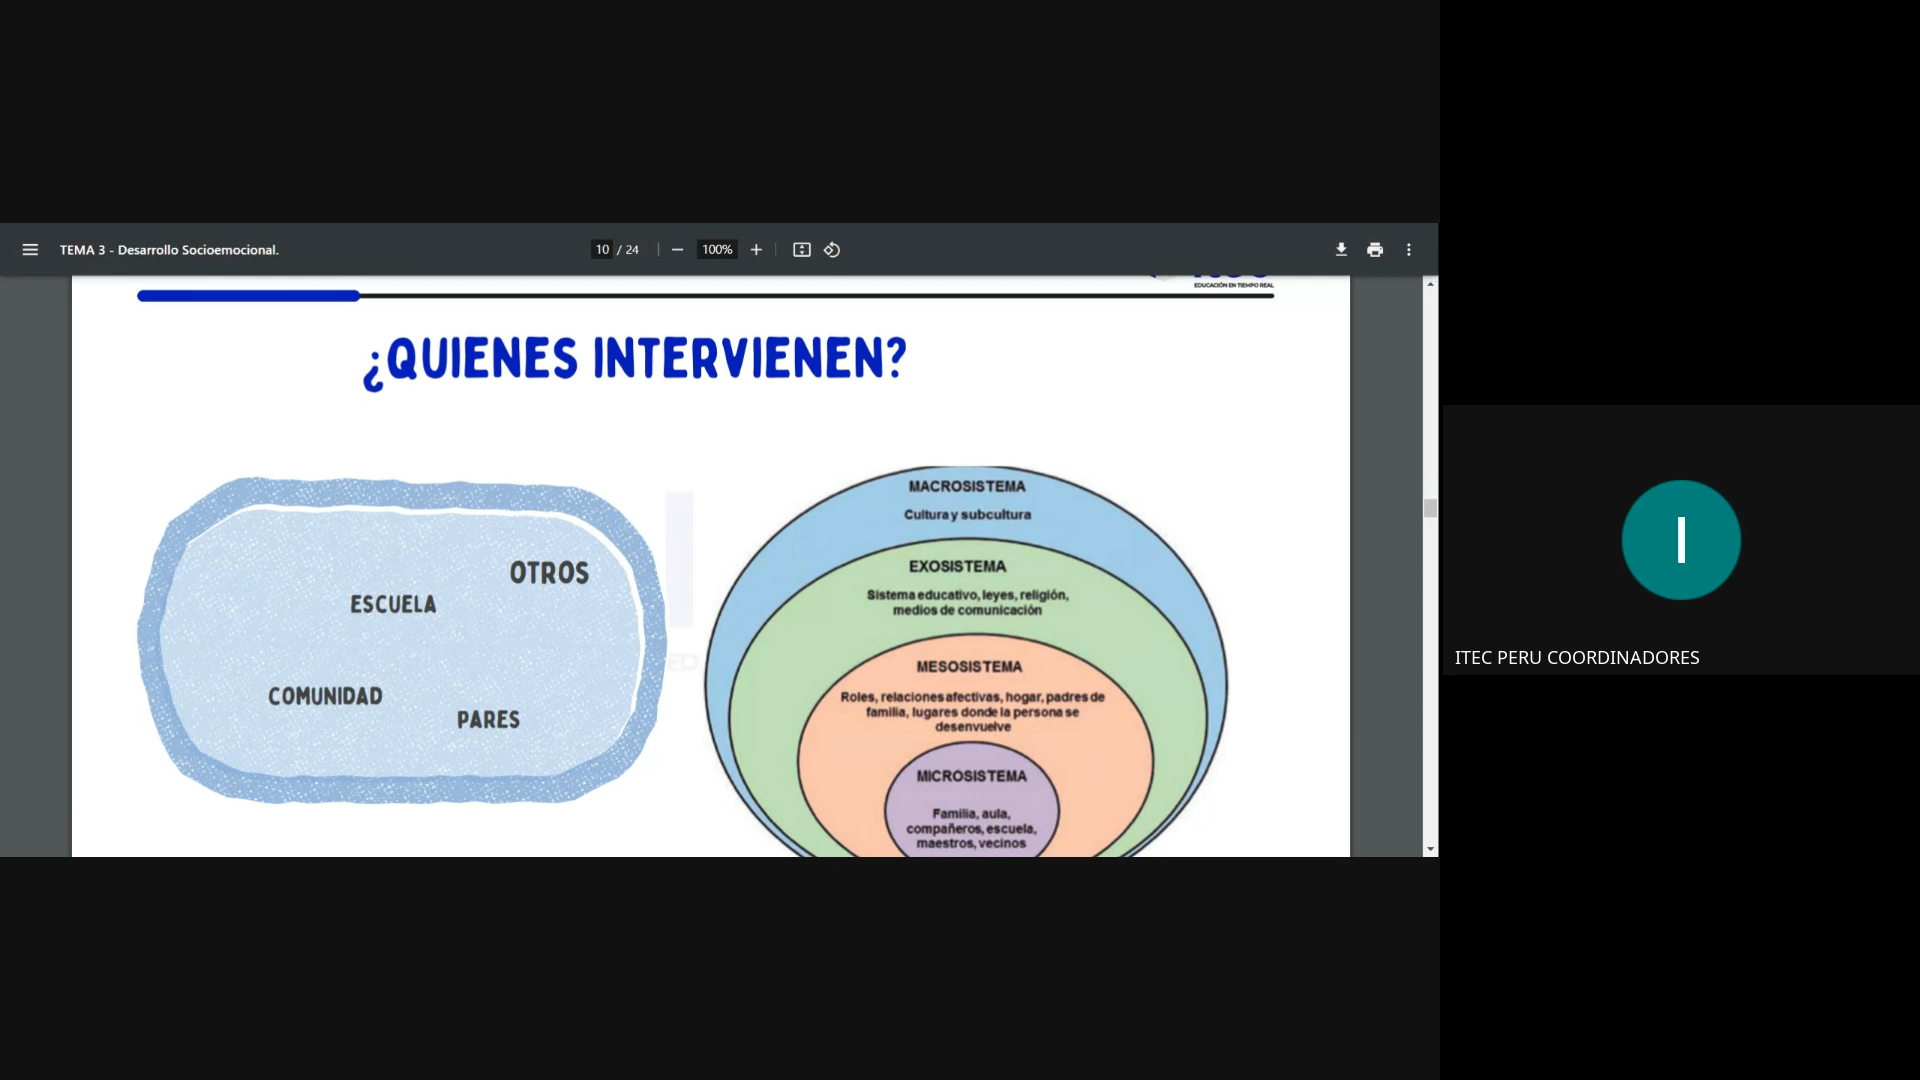 TEMA 3 - Desarrollo Socioemocional.
10 / 24
100%
EDUCACIÓN EN TIEMPO REAL
¿QUIENES INTERVIENEN?
OTROS
ESCUELA
COMUNIDAD
PARES
MACROSISTEMA
Cultura y subcultura
EXOSISTEMA
Sistema educativo, leyes, religión,
medios de comunicación
MESOSISTEMA
Roles, relaciones afectivas, hogar, padres de
familia, lugares donde la persona se
desenvuelve
MICROSISTEMA
Familia, aula,
compañeros, escuela,
maestros, vecinos
I
ITEC PERU COORDINADORES